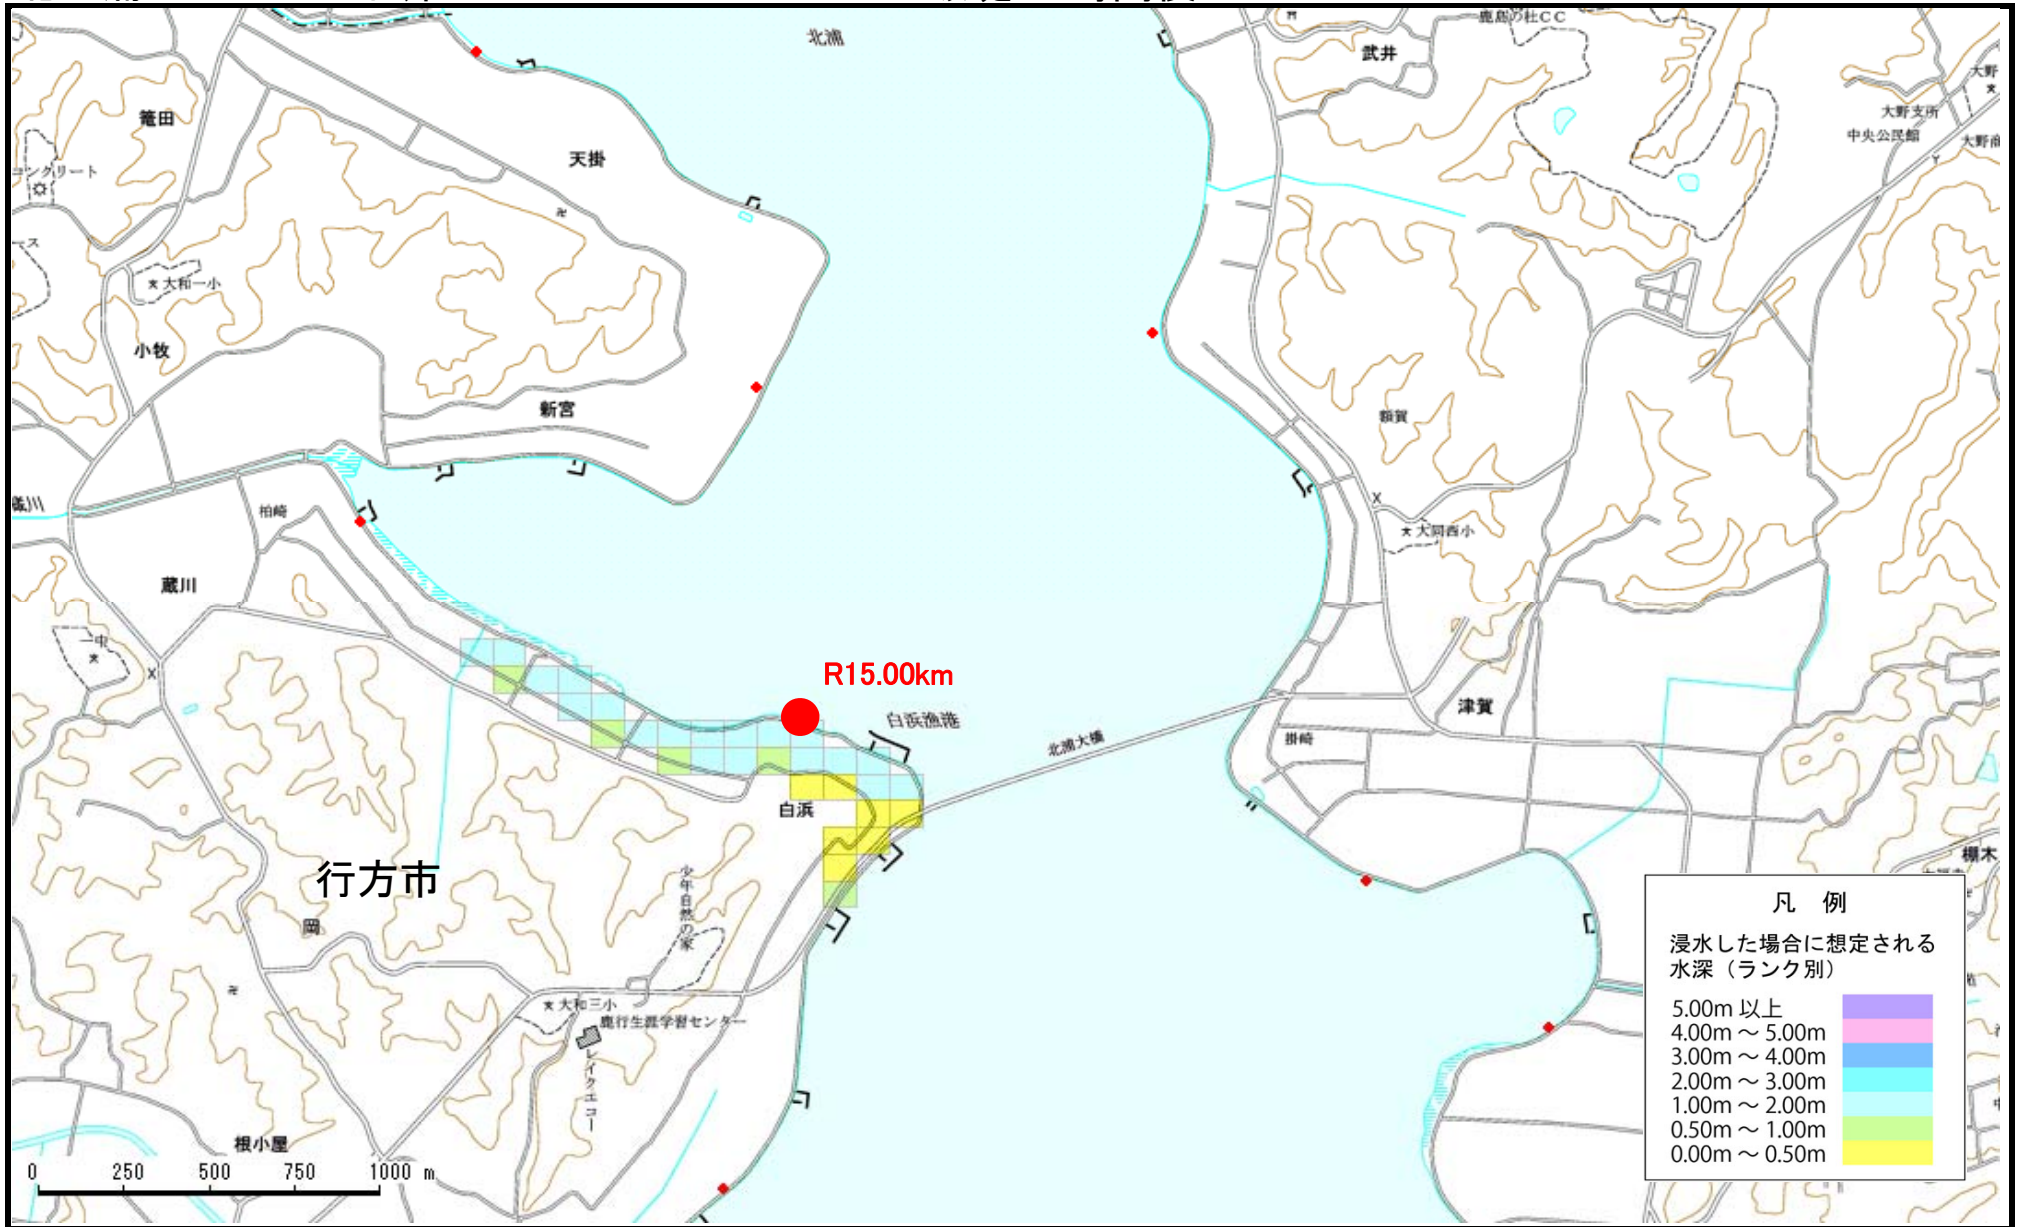 北浦
鹿島の杜CC
武井
大野
大野支所
中央公民館
大野商
篭田
天掛
コンクリート
ース
大和一小
小牧
新宮
額賀
大同西小
蔵川
柏崎
蔵川
一中
R15.00km
白浜漁港
北浦大橋
津賀
掛崎
白浜
行方市
少年自然の家
岡
棚木
大和三小
鹿行生涯学習センター
レイクエコー
根小屋
0 250 500 750 1000 m
凡 例
浸水した場合に想定される
水深（ランク別）
5.00m 以上
4.00m ～ 5.00m
3.00m ～ 4.00m
2.00m ～ 3.00m
1.00m ～ 2.00m
0.50m ～ 1.00m
0.00m ～ 0.50m